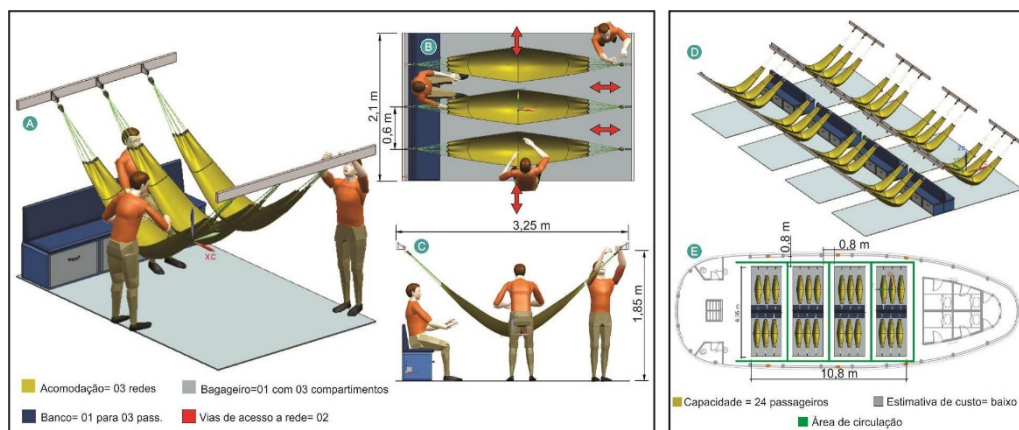 A
XC
Acomodação= 03 redes
Bagageiro=01 com 03 compartimentos
Banco= 01 para 03 pass.
Vias de acesso a rede= 02
B
2,1 m
0,6 m
C
3,25 m
1,85 m
D
E
0,8 m
0,8 m
10,8 m
Capacidade = 24 passageiros
Estimativa de custo= baixo
Área de circulação